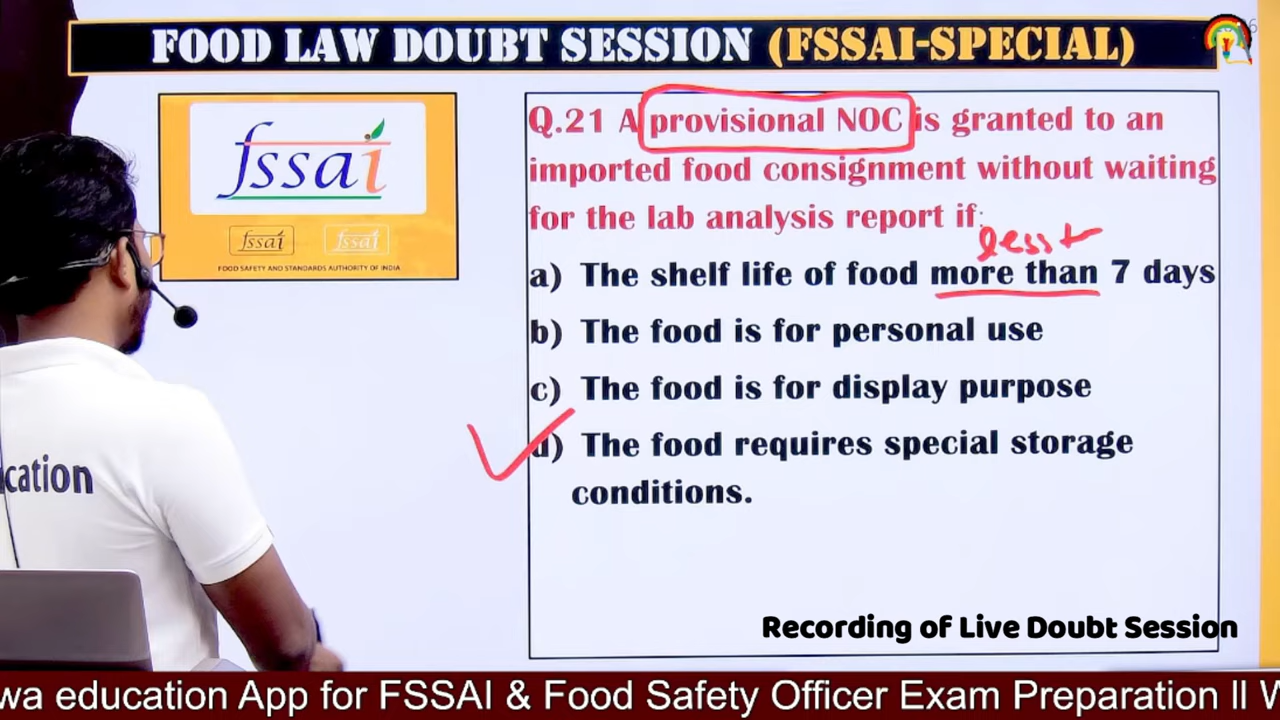 FOOD LAW DOUBT SESSION (FSSAI-SPECIAL)
fssai
fssai fssai
FOOD SAFETY AND STANDARDS AUTHORITY OF INDIA
Q.21 A provisional NOC is granted to an
imported food consignment without waiting
for the lab analysis report if:
less
a) The shelf life of food more than 7 days
b) The food is for personal use
c) The food is for display purpose
d) The food requires special storage
conditions.
cation
Recording of Live Doubt Session
wa education App for FSSAI & Food Safety Officer Exam Preparation ll W